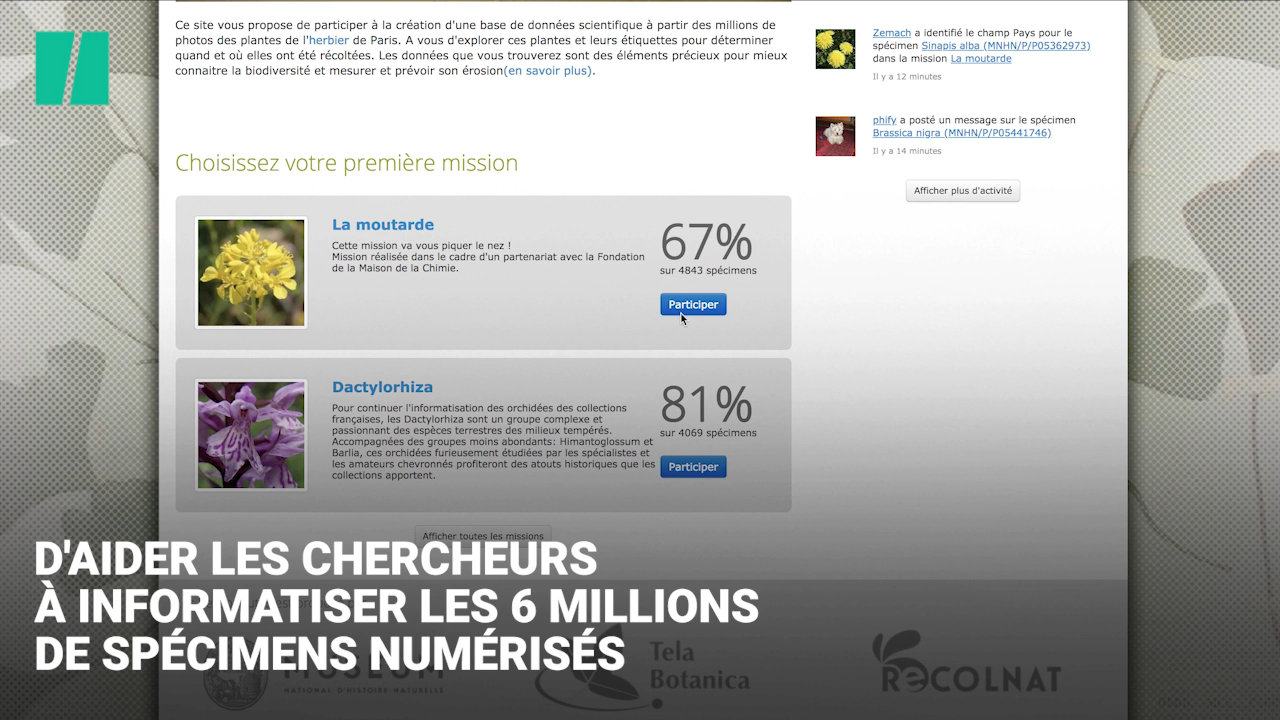 Ce site vous propose de participer à la création d'une base de données scientifique à partir des millions de
photos des plantes de l'herbier de Paris. A vous d'explorer ces plantes et leurs étiquettes pour déterminer
quand et où elles ont été récoltées. Les données que vous trouverez sont des éléments précieux pour mieux
connaitre la biodiversité et mesurer et prévoir son érosion(en savoir plus).
Zemach a identifié le champ Pays pour le
spécimen Sinapis alba (MNHN/P/P05362973)
dans la mission La moutarde
Il y a 12 minutes
phify a posté un message sur le spécimen
Brassica nigra (MNHN/P/P05441746)
Il y a 14 minutes
Afficher plus d'activité
Choisissez votre première mission
La moutarde
Cette mission va vous piquer le nez !
Mission réalisée dans le cadre d'un partenariat avec la Fondation
de la Maison de la Chimie.
67%
sur 4843 spécimens
Participer
Dactylorhiza
Pour continuer l'informatisation des orchidées des collections
françaises, les Dactylorhiza sont un groupe complexe et
passionnant des espèces terrestres des milieux tempérés.
Accompagnées des groupes moins abondants: Himantoglossum et
Barlia, ces orchidées furieusement étudiées par les spécialistes et
les amateurs chevronnés profiteront des atouts historiques que les
collections apportent.
81%
sur 4069 spécimens
Participer
Afficher toutes les missions
D'AIDER LES CHERCHEURS
À INFORMATISER LES 6 MILLIONS
DE SPÉCIMENS NUMÉRISÉS
MUSEUM
NATIONAL D'HISTOIRE NATURELLE
Tela
Botanica
RECOLNAT